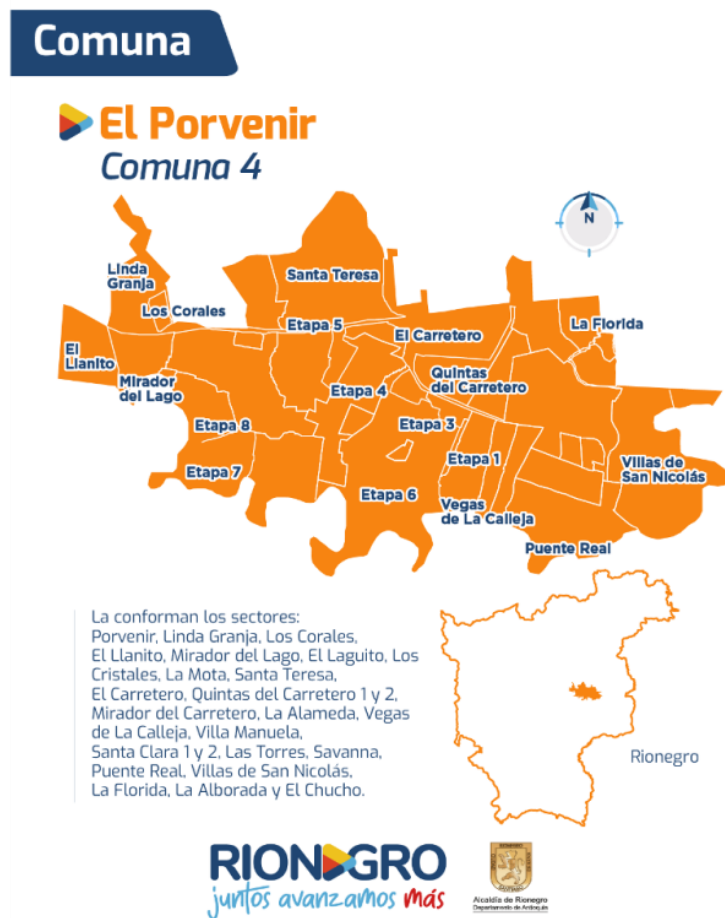 Comuna
El Porvenir
Comuna 4
N
Linda
Granja
Santa Teresa
Los Corales
Etapa 5
La Florida
El Carretero
El
Llanito
Mirador
del Lago
Quintas
del Carretero
Etapa 4
Etapa 8
Etapa 3
Etapa 7
Etapa 1
Villas de
San Nicolás
Etapa 6
Vegas
de La Calleja
Puente Real
La conforman los sectores:
Porvenir, Linda Granja, Los Corales,
El Llanito, Mirador del Lago, El Laguito, Los
Cristales, La Mota, Santa Teresa,
El Carretero, Quintas del Carretero 1 y 2,
Mirador del Carretero, La Alameda, Vegas
de La Calleja, Villa Manuela,
Santa Clara 1 y 2, Las Torres, Savanna,
Puente Real, Villas de San Nicolás,
La Florida, La Alborada y El Chucho.
Rionegro
RIONEGRO
juntos avanzamos más
Alcaldía de Rionegro
Departamento de Antioquia